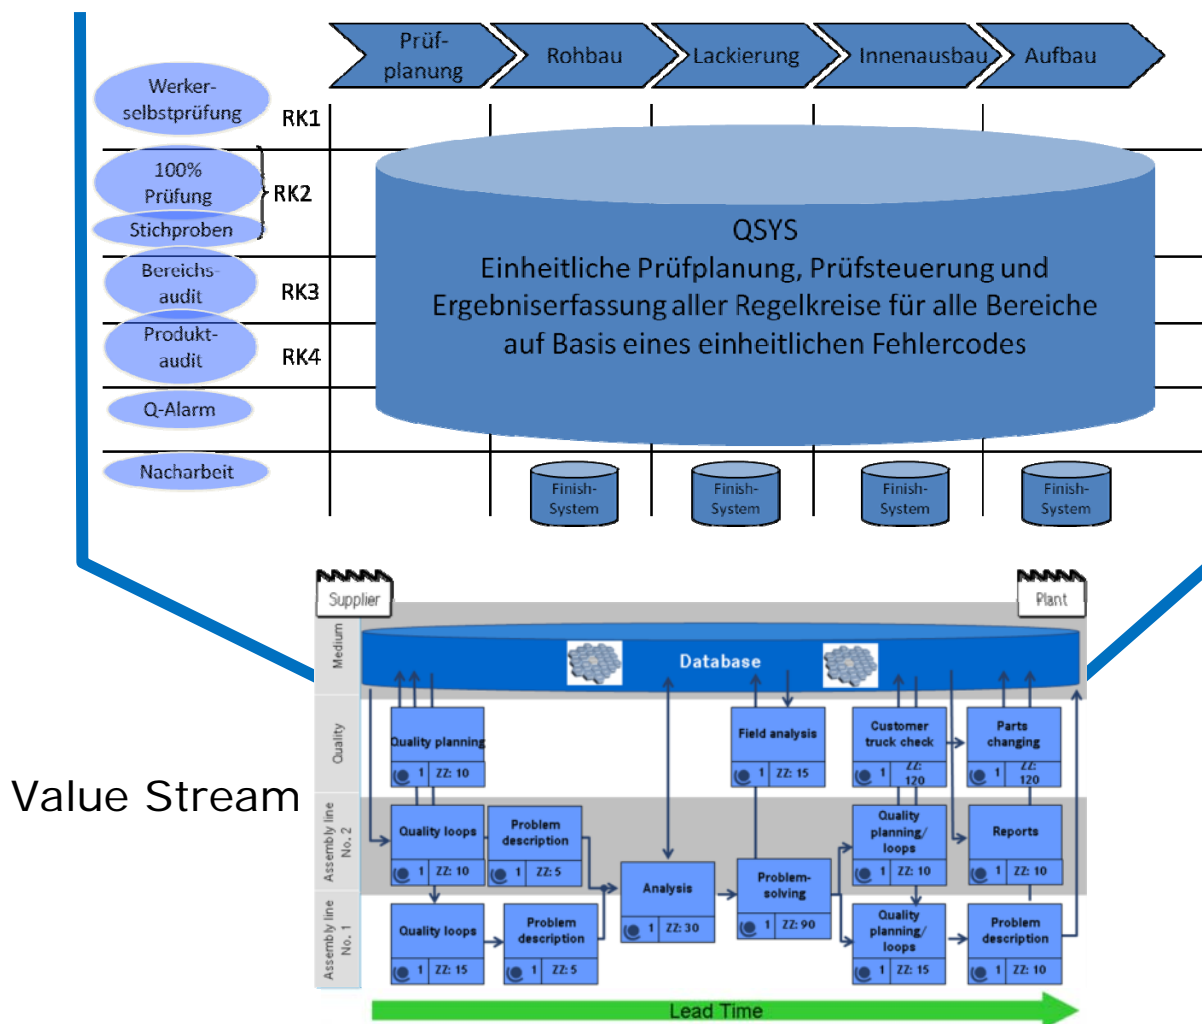 Prüf-
planung
Rohbau
Lackierung
Innenausbau
Aufbau
Werker-
selbstprüfung
RK1
100%
Prüfung
RK2
Stichproben
Bereichs-
audit
RK3
Produkt-
audit
RK4
Q-Alarm
Nacharbeit
QSYS
Einheitliche Prüfplanung, Prüfsteuerung und
Ergebniserfassung aller Regelkreise für alle Bereiche
auf Basis eines einheitlichen Fehlercodes
Finish-
System
Finish-
System
Finish-
System
Finish-
System
Supplier
Plant
Medium
Database
Quality
Quality planning
1 ZZ: 10
Field analysis
1 ZZ: 15
Customer
truck check
1 ZZ:
120
Parts
changing
1 ZZ:
120
Value Stream
Assembly line
No. 2
Quality loops
1 ZZ: 10
Problem
description
1 ZZ: 5
Analysis
1 ZZ: 30
Problem-
solving
1 ZZ: 90
Quality
planning/
loops
1 ZZ: 10
Reports
1 ZZ: 10
Assembly line
No. 1
Quality loops
1 ZZ: 15
Problem
description
1 ZZ: 5
Quality
planning/
loops
1 ZZ: 15
Problem
description
1 ZZ: 10
Lead Time